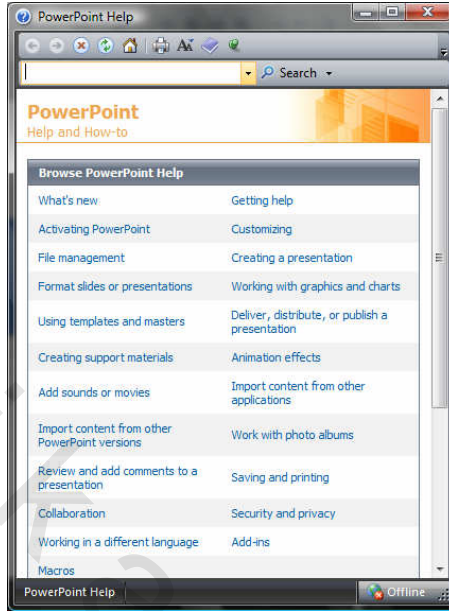 PowerPoint Help
Search
PowerPoint
Help and How-to
Browse PowerPoint Help
What's new
Getting help
Activating PowerPoint
Customizing
File management
Creating a presentation
Format slides or presentations
Working with graphics and charts
Using templates and masters
Deliver, distribute, or publish a
presentation
Creating support materials
Animation effects
Add sounds or movies
Import content from other
applications
Import content from other
PowerPoint versions
Work with photo albums
Review and add comments to a
presentation
Saving and printing
Collaboration
Security and privacy
Working in a different language
Add-ins
Macros
PowerPoint Help
Offline